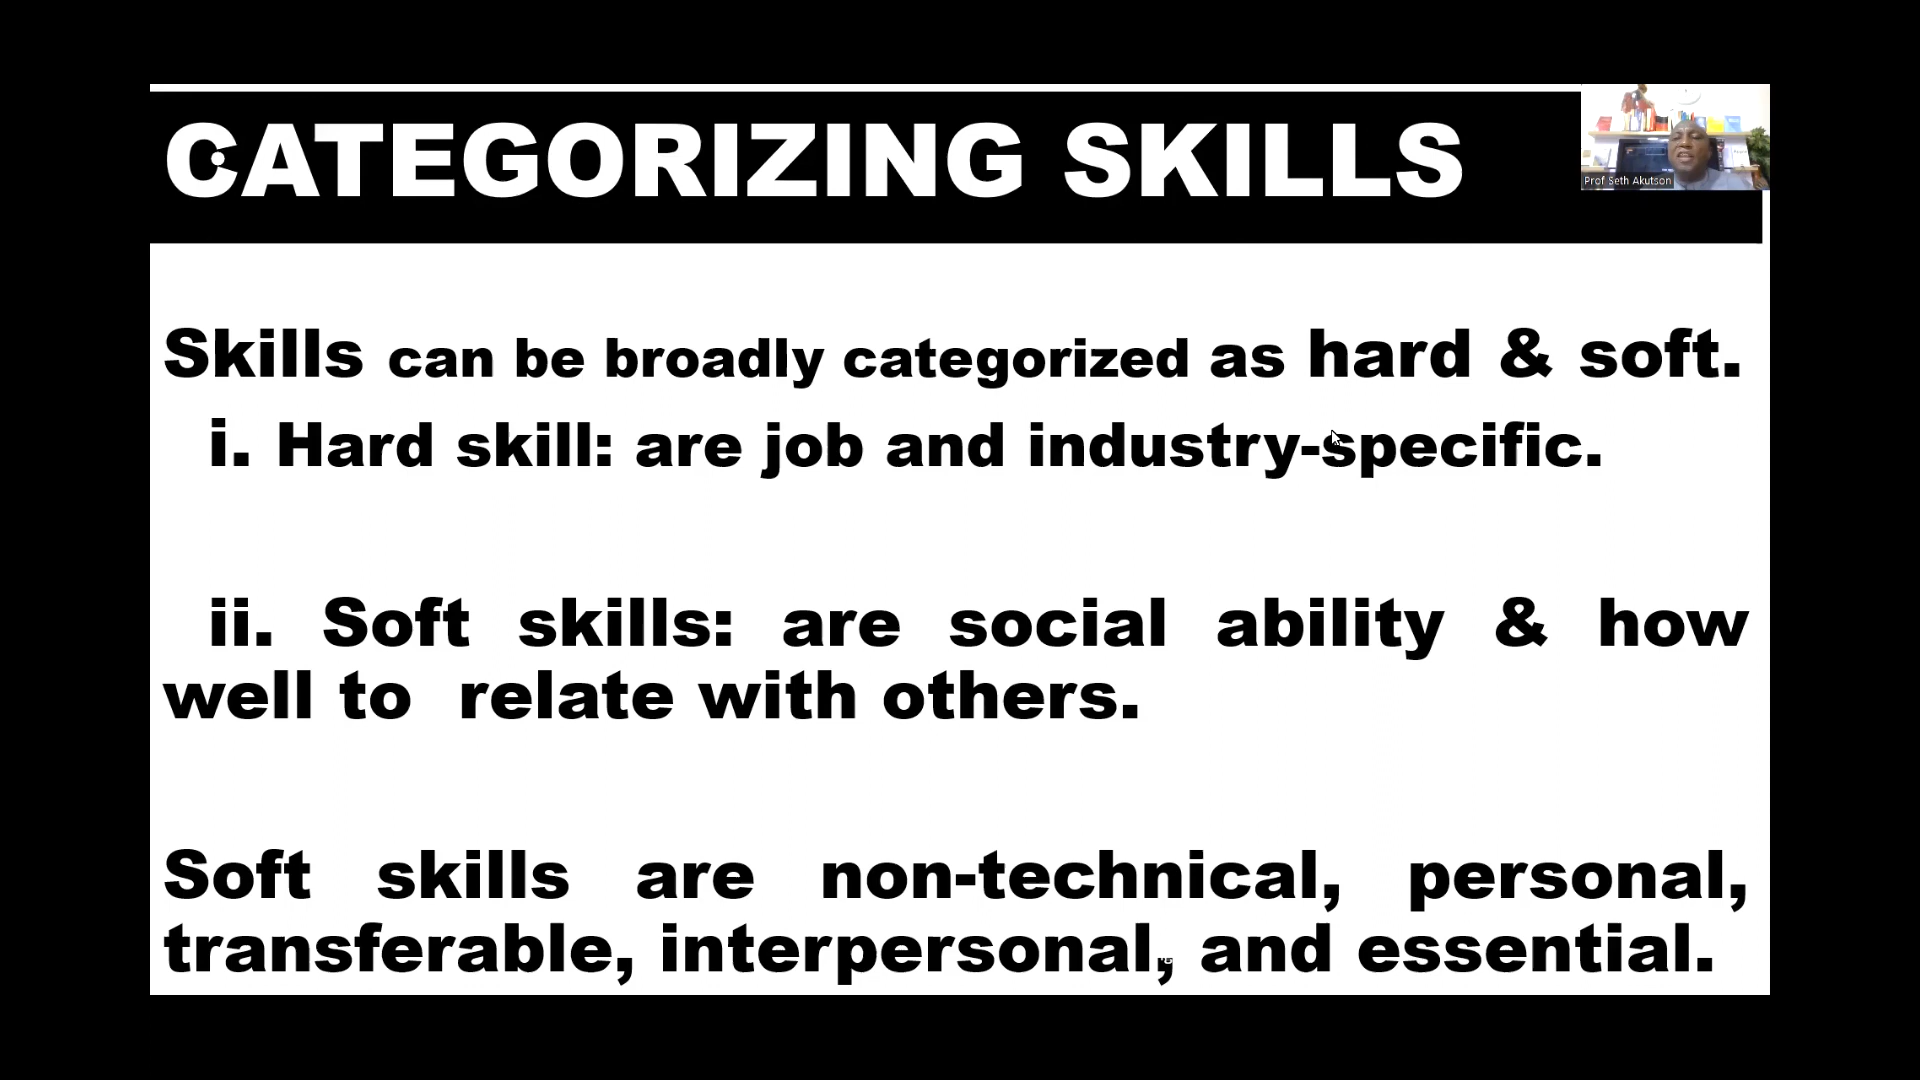 CATEGORIZING SKILLS
Prof Seth Akutson
Skills can be broadly categorized as hard & soft.
i. Hard skill: are job and industry-specific.
ii. Soft skills: are social ability & how
well to relate with others.
Soft skills are non-technical, personal,
transferable, interpersonal, and essential.